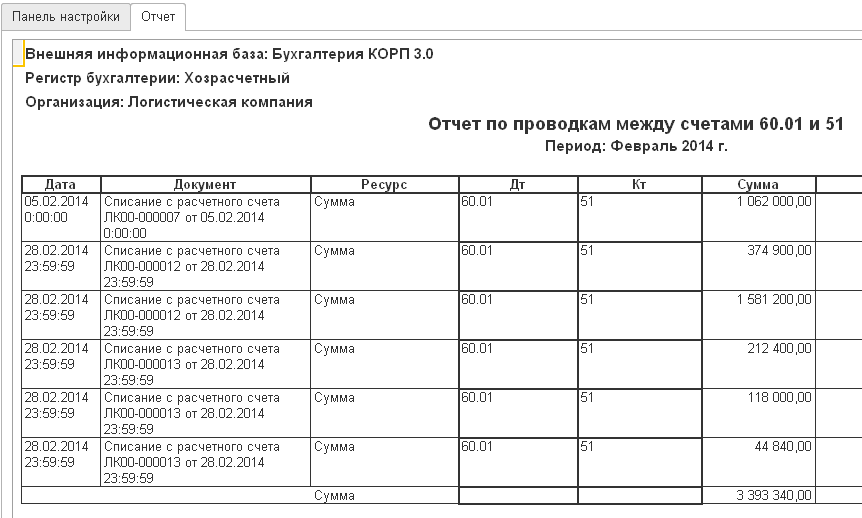 Панель настройки Отчет
Внешняя информационная база: Бухгалтерия КОРП 3.0
Регистр бухгалтерии: Хозрасчетный
Организация: Логистическая компания
Отчет по проводкам между счетами 60.01 и 51
Период: Февраль 2014 г.
Дата Документ Ресурс Дт Кт Сумма
05.02.2014 Списание с расчетного счета Сумма 60.01 51 1 062 000,00
0:00:00 ЛК00-000007 от 05.02.2014
0:00:00
28.02.2014 Списание с расчетного счета Сумма 60.01 51 374 900,00
23:59:59 ЛК00-000012 от 28.02.2014
23:59:59
28.02.2014 Списание с расчетного счета Сумма 60.01 51 1 581 200,00
23:59:59 ЛК00-000012 от 28.02.2014
23:59:59
28.02.2014 Списание с расчетного счета Сумма 60.01 51 212 400,00
23:59:59 ЛК00-000013 от 28.02.2014
23:59:59
28.02.2014 Списание с расчетного счета Сумма 60.01 51 118 000,00
23:59:59 ЛК00-000013 от 28.02.2014
23:59:59
28.02.2014 Списание с расчетного счета Сумма 60.01 51 44 840,00
23:59:59 ЛК00-000013 от 28.02.2014
23:59:59
Сумма 3 393 340,00